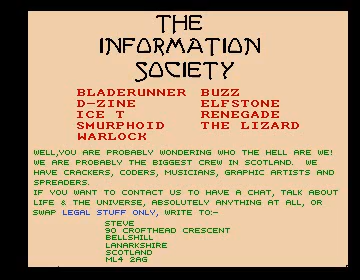 THE
INFORMATION
SOCIETY
BLADERUNNER BUZZ
D-ZINE ELFSTONE
ICE T RENEGADE
SMURPHOID THE LIZARD
WARLOCK
WELL,YOU ARE PROBABLY WONDERING WHO THE HELL ARE WE!
WE ARE PROBABLY THE BIGGEST CREW IN SCOTLAND. WE
HAVE CRACKERS, CODERS, MUSICIANS, GRAPHIC ARTISTS AND
SPREADERS.
IF YOU WANT TO CONTACT US TO HAVE A CHAT, TALK ABOUT
LIFE & THE UNIVERSE, ABSOLUTELY ANYTHING AT ALL, OR
SWAP LEGAL STUFF ONLY, WRITE TO:-
STEVE
90 CROFTHEAD CRESCENT
BELLSHILL
LANARKSHIRE
SCOTLAND
ML4 2AG